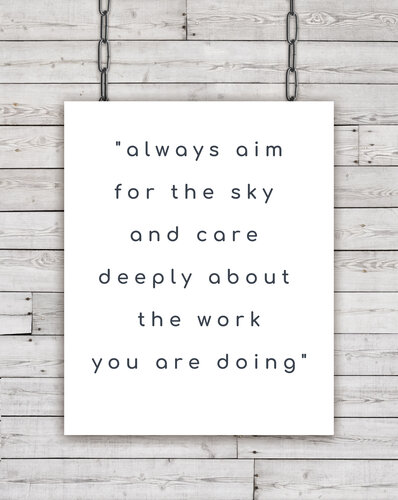 "always aim
for the sky
and care
deeply about
the work
you are doing"